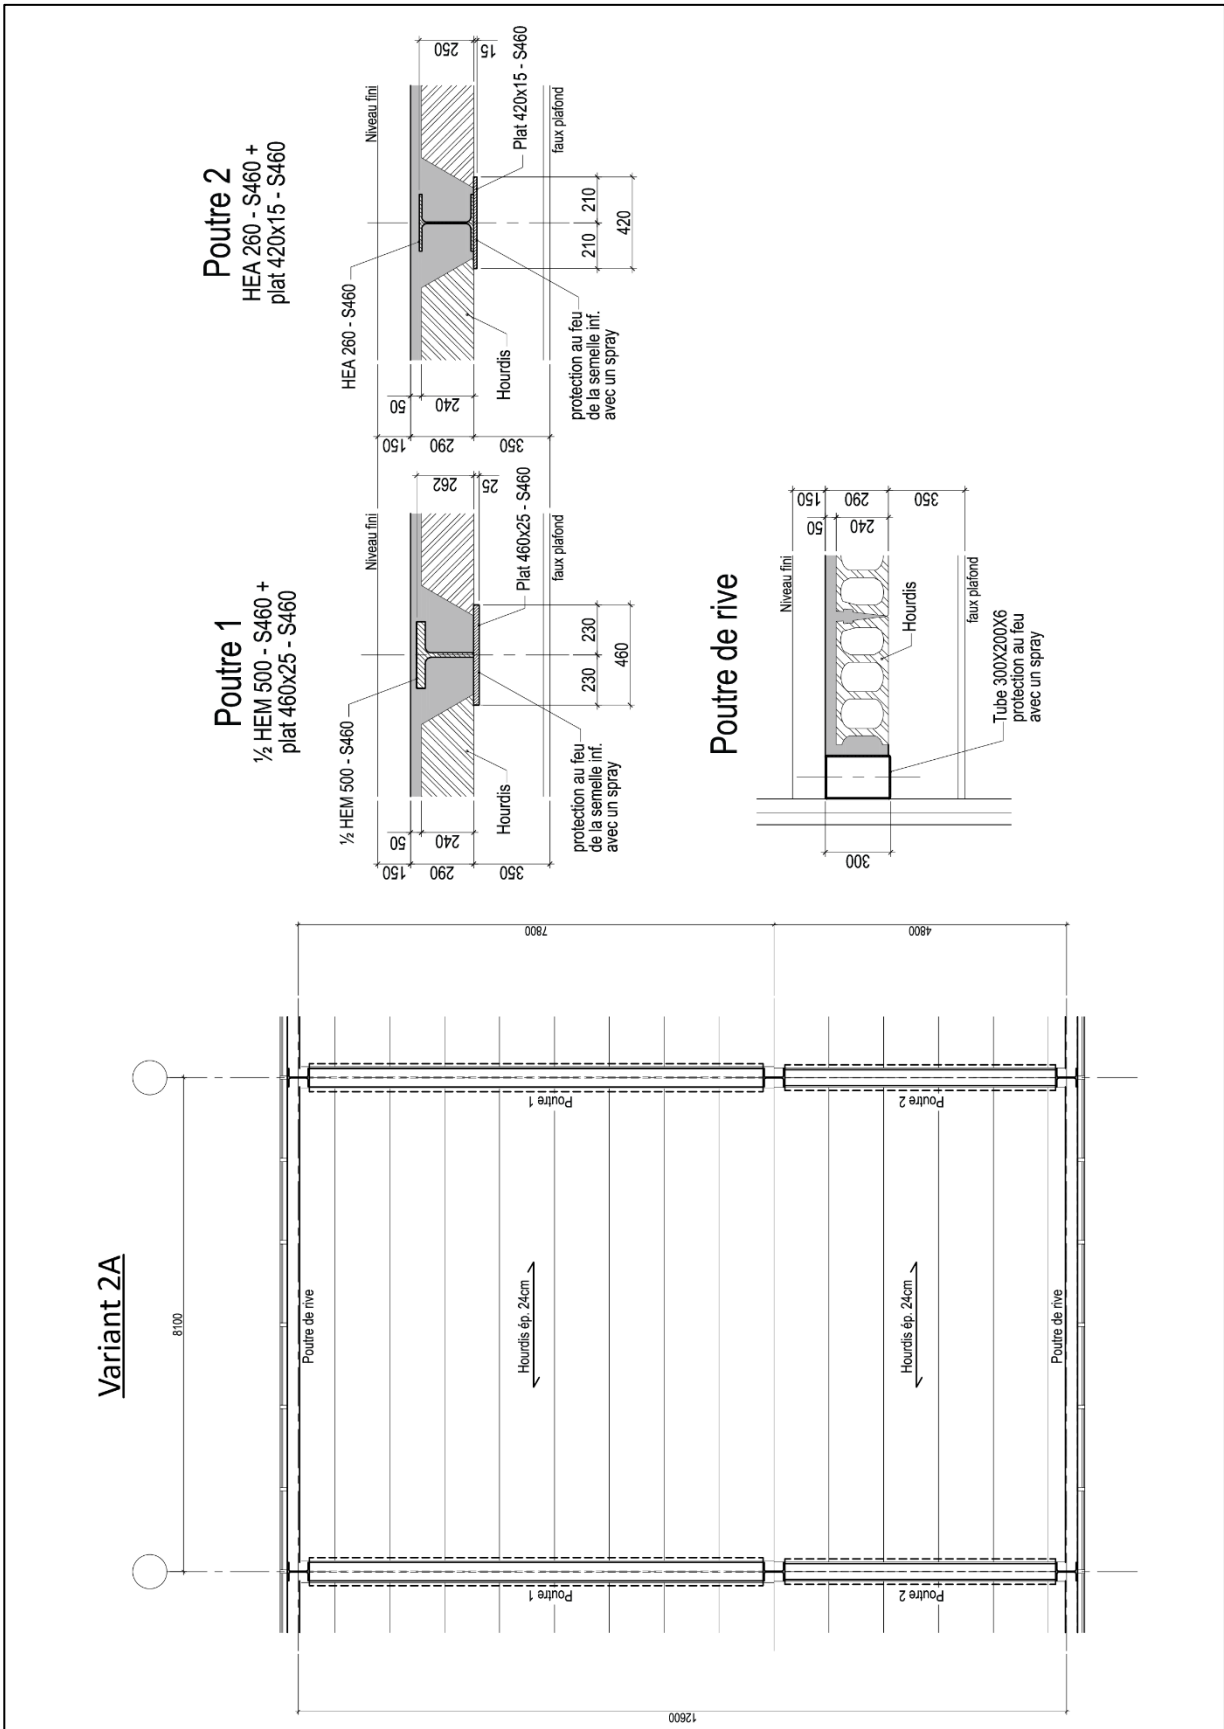 Variant 2A
8100
Poutre de rive
Poutre 1
Poutre 1
Hourdis ép. 24cm
Poutre 2
Poutre 2
Hourdis ép. 24cm
Poutre de rive
7800
4800
12600
Poutre 1
½ HEM 500 - S460 +
plat 460x25 - S460
½ HEM 500 - S460
Niveau fini
150
50
290
240
350
262
25
Hourdis
Plat 460x25 - S460
faux plafond
protection au feu
de la semelle inf.
avec un spray
230
230
460
Poutre 2
HEA 260 - S460 +
plat 420x15 - S460
HEA 260 - S460
Niveau fini
150
50
290
240
350
250
15
Hourdis
Plat 420x15 - S460
faux plafond
protection au feu
de la semelle inf.
avec un spray
210
210
420
Poutre de rive
Niveau fini
150
50
290
240
350
300
Hourdis
faux plafond
Tube 300X200X6
protection au feu
avec un spray